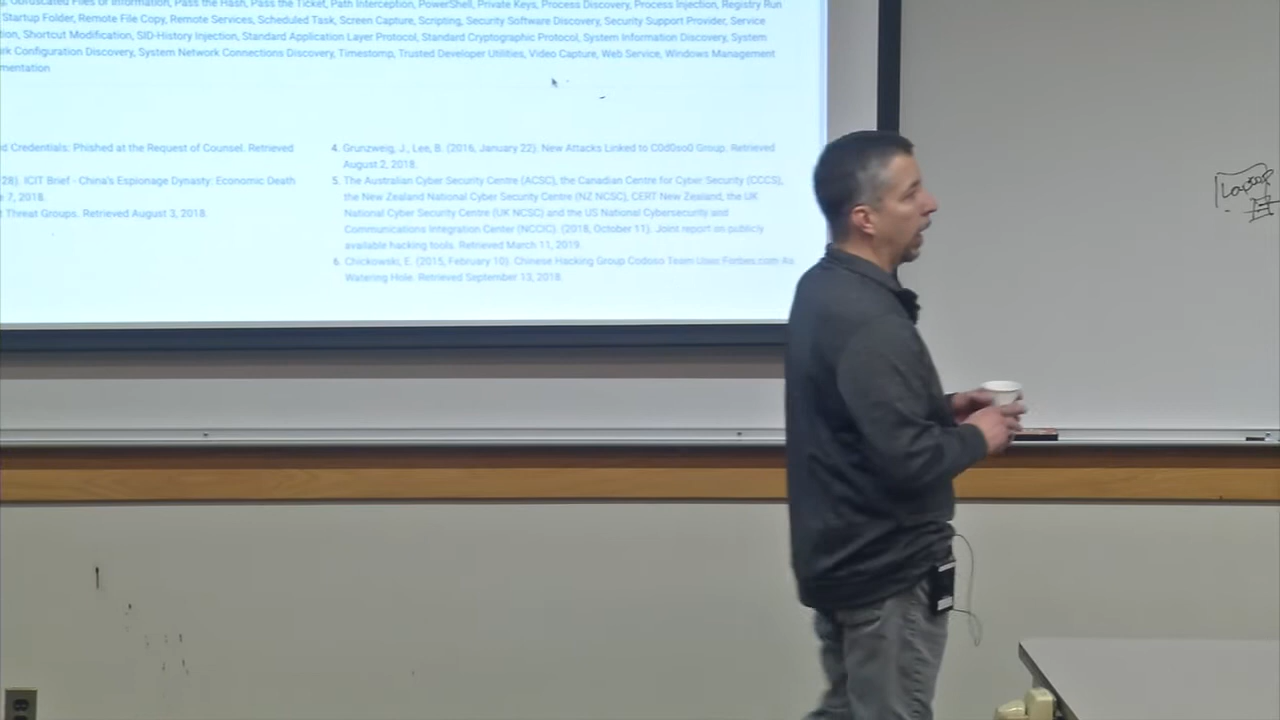 Obfuscated Files or Information, Pass the Hash, Pass the Ticket, Path Interception, PowerShell, Private Keys, Process Discovery, Process Injection, Registry Run
Startup Folder, Remote File Copy, Remote Services, Scheduled Task, Screen Capture, Scripting, Security Software Discovery, Security Support Provider, Service
tion, Shortcut Modification, SID-History Injection, Standard Application Layer Protocol, Standard Cryptographic Protocol, System Information Discovery, System
rk Configuration Discovery, System Network Connections Discovery, Timestomp, Trusted Developer Utilities, Video Capture, Web Service, Windows Management
mentation
d Credentials: Phished at the Request of Counsel. Retrieved
28). ICIT Brief - China's Espionage Dynasty: Economic Death
7, 2018.
Threat Groups. Retrieved August 3, 2018.
4. Grunzweig, J., Lee, B. (2016, January 22). New Attacks Linked to C0d0so0 Group. Retrieved
August 2, 2018.
5. The Australian Cyber Security Centre (ACSC), the Canadian Centre for Cyber Security (CCCS),
the New Zealand National Cyber Security Centre (NZ NCSC), CERT New Zealand, the UK
National Cyber Security Centre (UK NCSC) and the US National Cybersecurity and
Communications Integration Center (NCCIC). (2018, October 11). Joint report on publicly
available hacking tools. Retrieved March 11, 2019.
6. Chickowski, E. (2015, February 10). Chinese Hacking Group Codoso Team Uses Forbes.com As
Watering Hole. Retrieved September 13, 2018.
Laptop